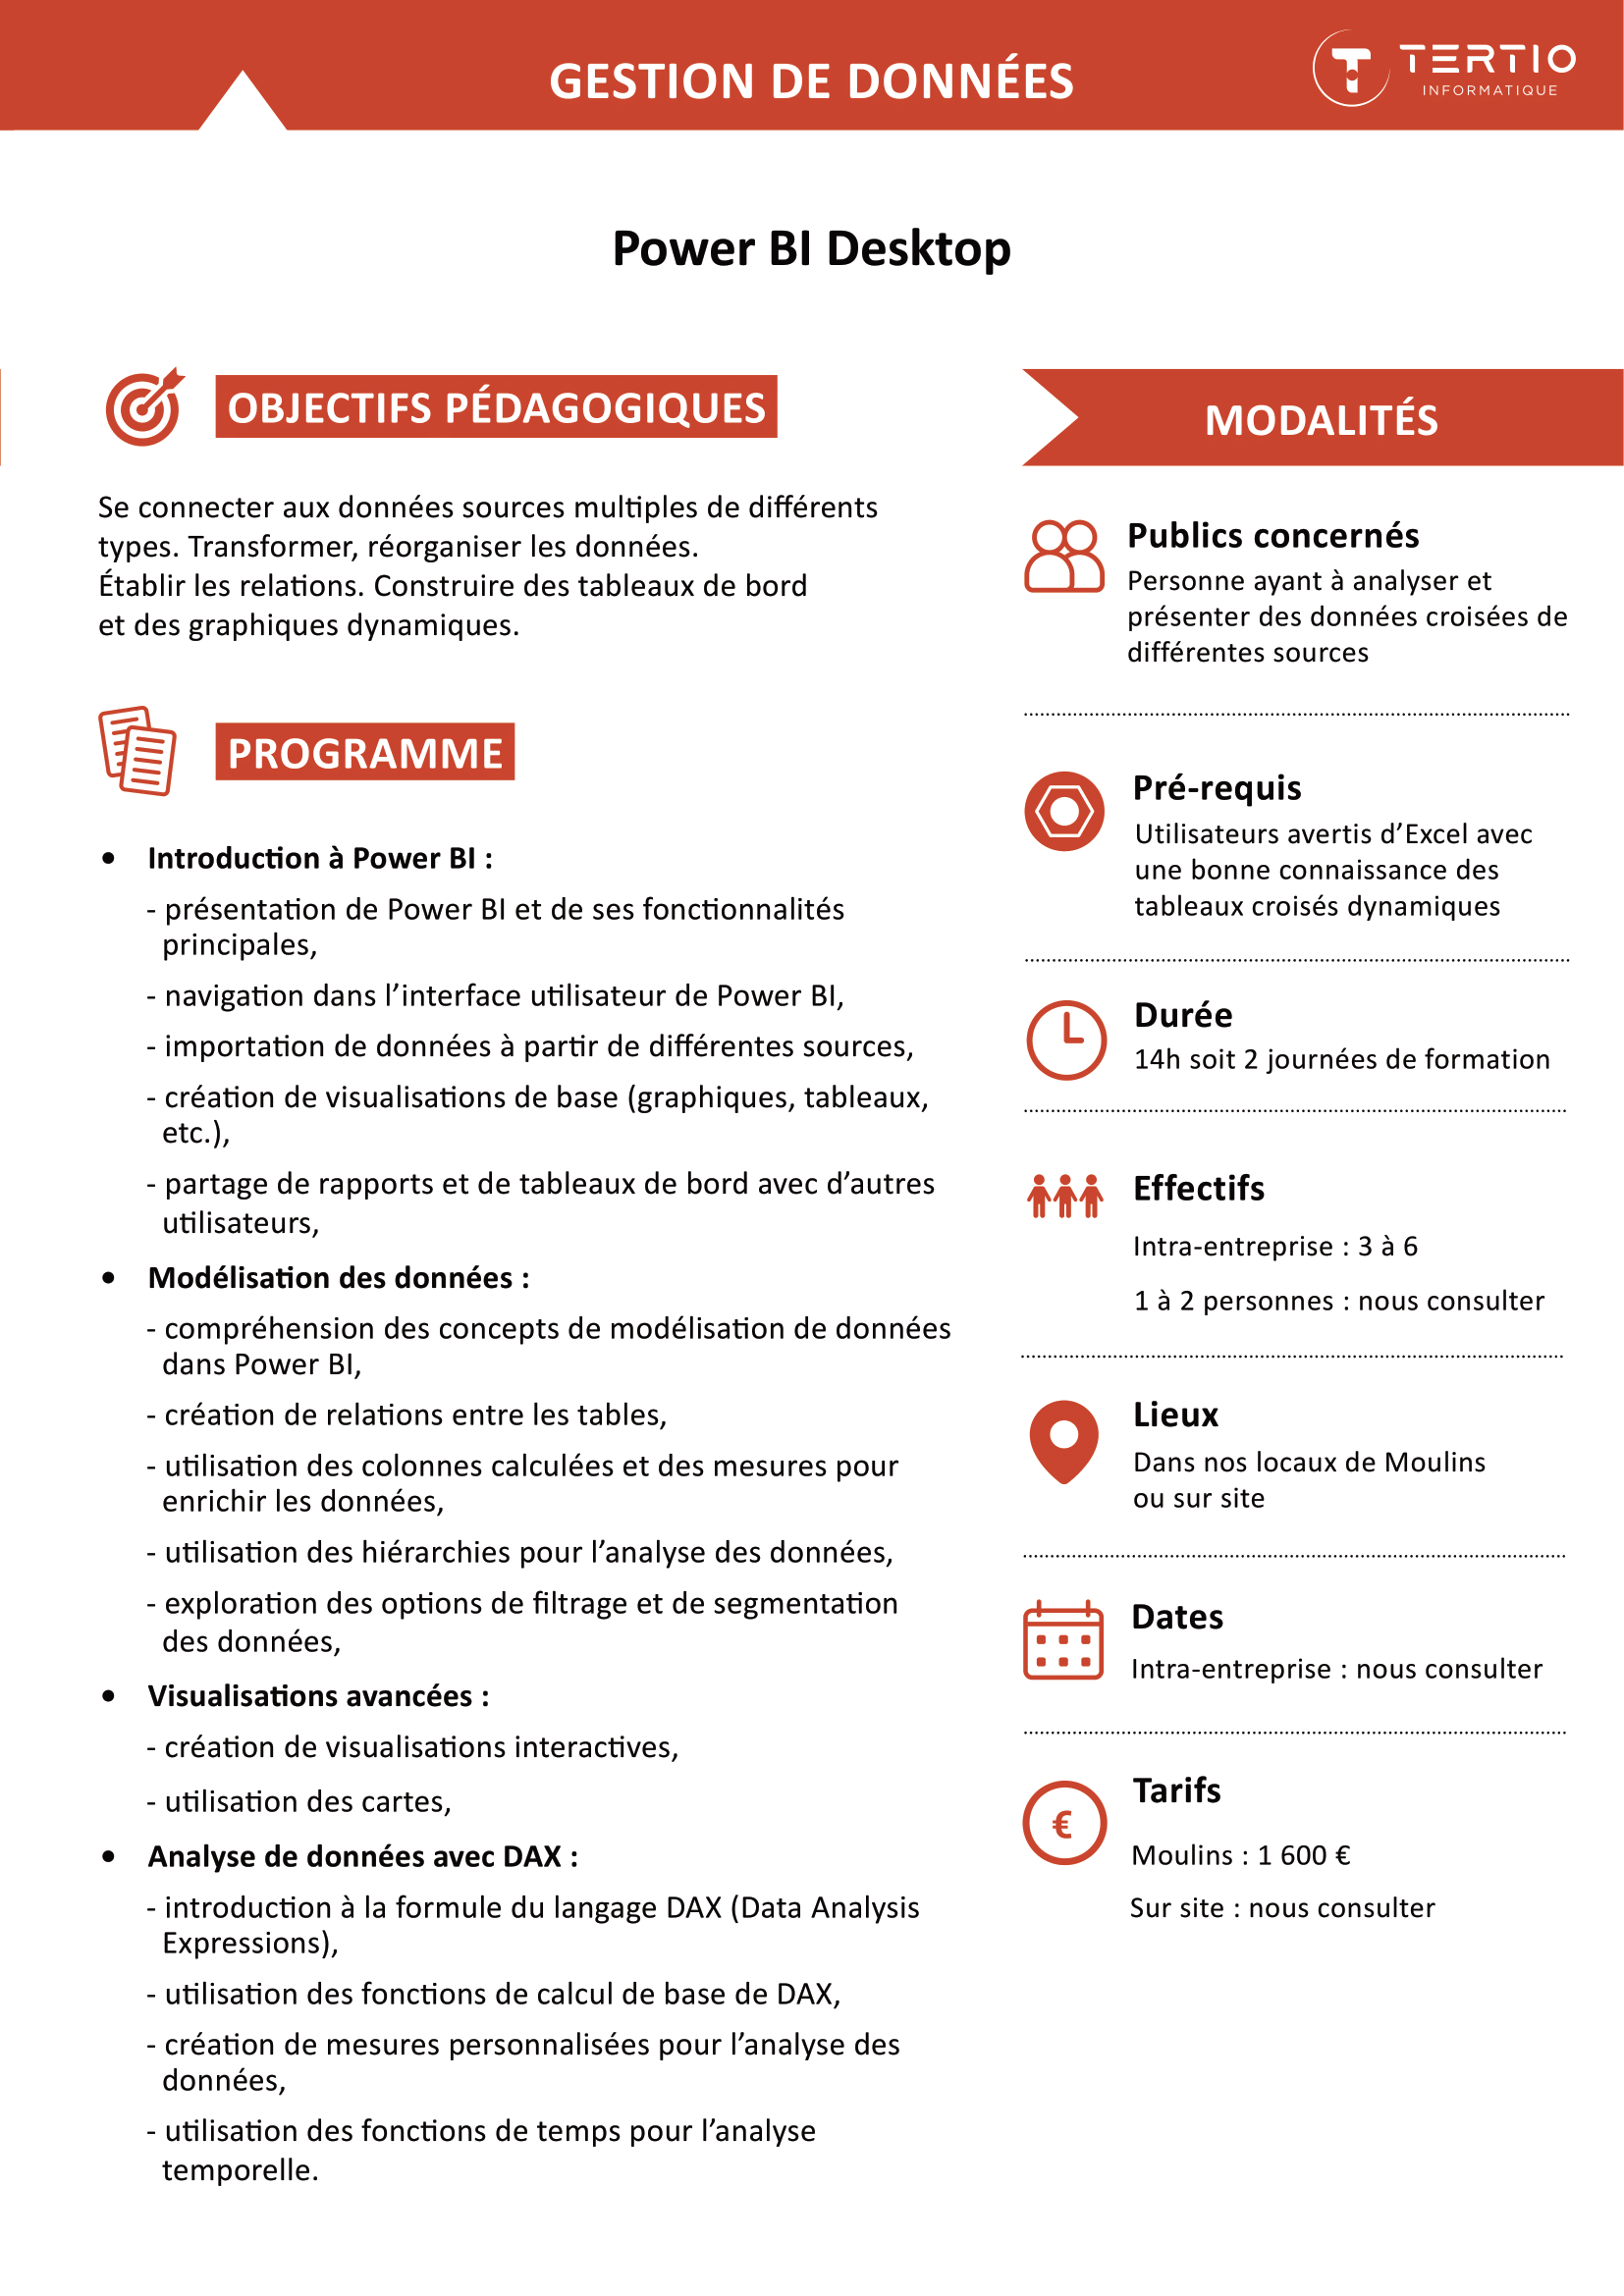 GESTION DE DONNÉES
TERTIO
INFORMATIQUE
Power BI Desktop
OBJECTIFS PÉDAGOGIQUES
Se connecter aux données sources multiples de différents
types. Transformer, réorganiser les données.
Établir les relations. Construire des tableaux de bord
et des graphiques dynamiques.
PROGRAMME
• Introduction à Power BI :
- présentation de Power BI et de ses fonctionnalités
principales,
- navigation dans l’interface utilisateur de Power BI,
- importation de données à partir de différentes sources,
- création de visualisations de base (graphiques, tableaux,
etc.),
- partage de rapports et de tableaux de bord avec d’autres
utilisateurs,
• Modélisation des données :
- compréhension des concepts de modélisation de données
dans Power BI,
- création de relations entre les tables,
- utilisation des colonnes calculées et des mesures pour
enrichir les données,
- utilisation des hiérarchies pour l’analyse des données,
- exploration des options de filtrage et de segmentation
des données,
• Visualisations avancées :
- création de visualisations interactives,
- utilisation des cartes,
• Analyse de données avec DAX :
- introduction à la formule du langage DAX (Data Analysis
Expressions),
- utilisation des fonctions de calcul de base de DAX,
- création de mesures personnalisées pour l’analyse des
données,
- utilisation des fonctions de temps pour l’analyse
temporelle.
MODALITÉS
Publics concernés
Personne ayant à analyser et
présenter des données croisées de
différentes sources
Pré-requis
Utilisateurs avertis d’Excel avec
une bonne connaissance des
tableaux croisés dynamiques
Durée
14h soit 2 journées de formation
Effectifs
Intra-entreprise : 3 à 6
1 à 2 personnes : nous consulter
Lieux
Dans nos locaux de Moulins
ou sur site
Dates
Intra-entreprise : nous consulter
€
Tarifs
Moulins : 1 600 €
Sur site : nous consulter